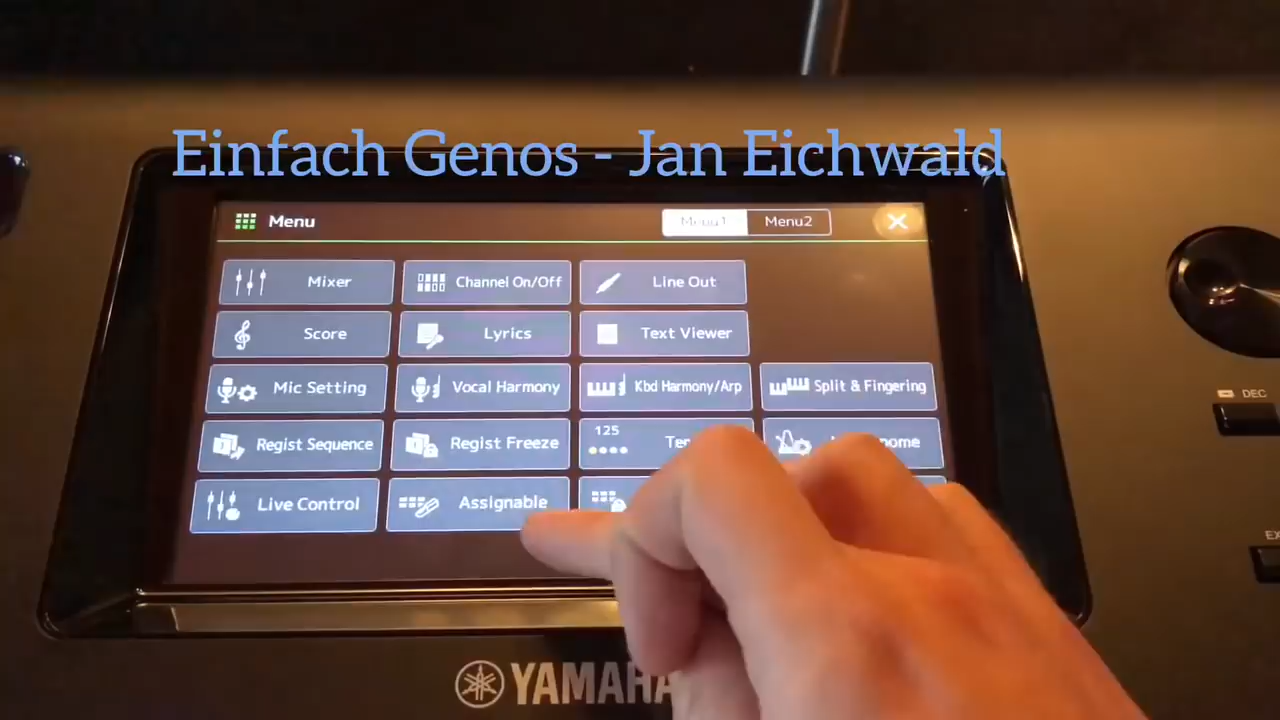 Einfach Genos - Jan Eichwald
Menu
Menu1 Menu2
Mixer Channel On/Off Line Out
Score Lyrics Text Viewer
Mic Setting Vocal Harmony Kbd Harmony/Arp Split & Fingering
DEC
Regist Sequence Regist Freeze 125
Live Control Assignable
YAMAHA